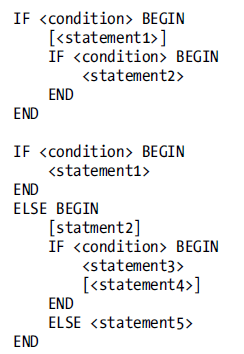 IF <condition> BEGIN
[<statement1>]
IF <condition> BEGIN
<statement2>
END
END
IF <condition> BEGIN
<statement1>
END
ELSE BEGIN
[statment2]
IF <condition> BEGIN
<statement3>
[<statement4>]
END
ELSE <statement5>
END